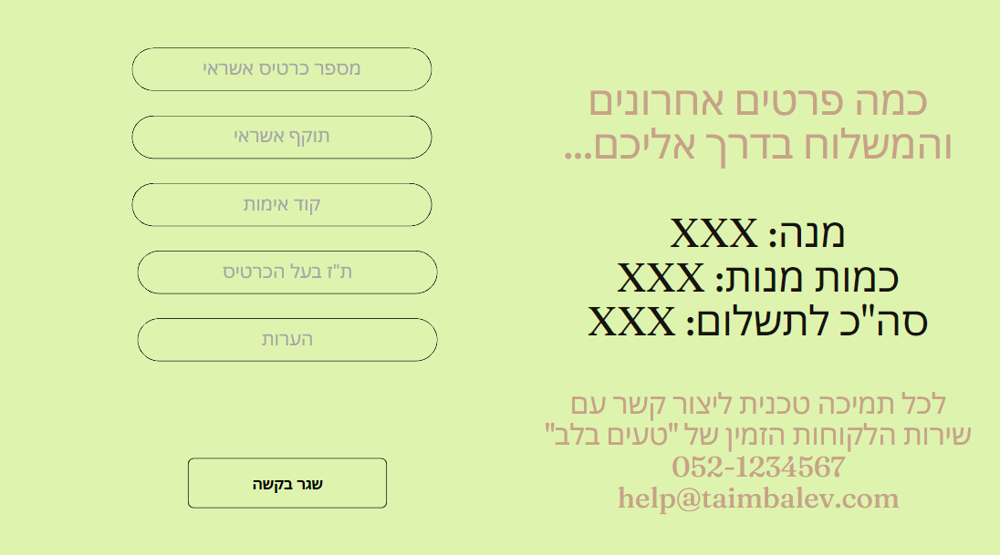 כמה פרטים אחרונים
והמשלוח בדרך אליכם...
מנה: XXX
כמות מנות: XXX
סה"כ לתשלום: XXX
לכל תמיכה טכנית ליצור קשר עם
שירות הלקוחות הזמין של "טעים בלב"
052-1234567
help@taimbalev.com
מספר כרטיס אשראי
תוקף אשראי
קוד אימות
ת"ז בעל הכרטיס
הערות
שגר בקשה